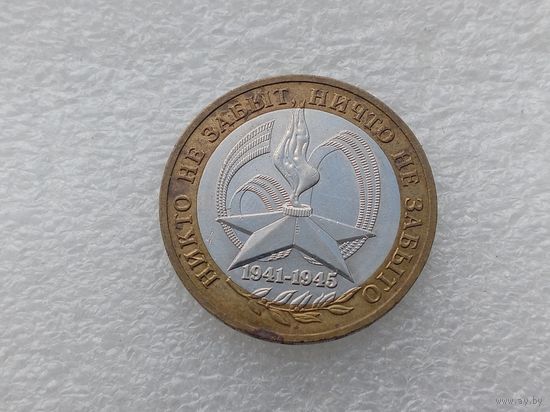 НИКТО НЕ ЗАБЫТ, НИЧТО НЕ ЗАБЫТО
1941-1945
www.ay.by